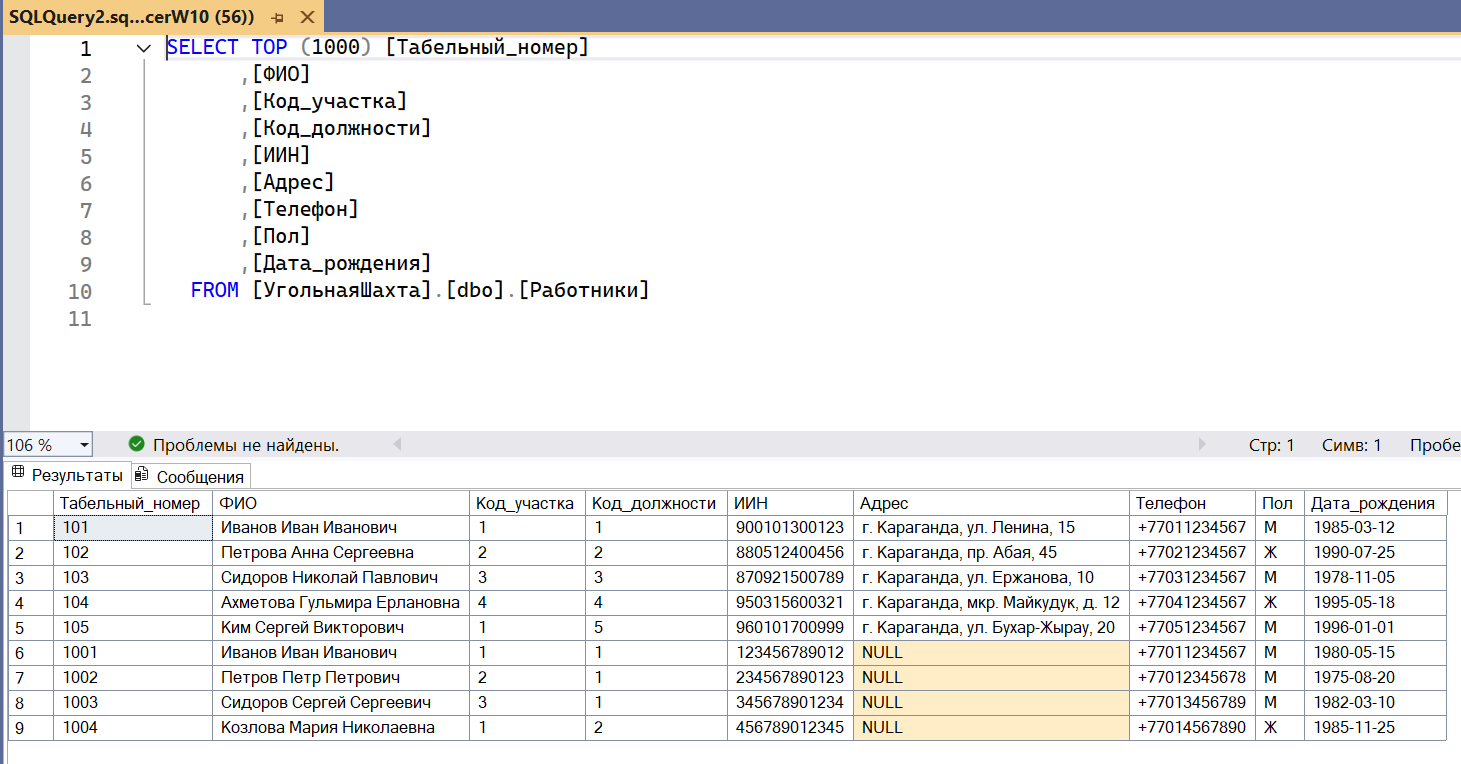 SQLQuery2.sq...cerW10 (56))
1 SELECT TOP (1000) [Табельный_номер]
2 ,[ФИО]
3 ,[Код_участка]
4 ,[Код_должности]
5 ,[ИИН]
6 ,[Адрес]
7 ,[Телефон]
8 ,[Пол]
9 ,[Дата_рождения]
10 FROM [УгольнаяШахта].[dbo].[Работники]
11
106 % Проблемы не найдены. Стр: 1 Симв: 1 Пробе
Результаты Сообщения
Табельный_номер ФИО Код_участка Код_должности ИИН Адрес Телефон Пол Дата_рождения
1 101 Иванов Иван Иванович 1 1 900101300123 г. Караганда, ул. Ленина, 15 +77011234567 М 1985-03-12
2 102 Петрова Анна Сергеевна 2 2 880512400456 г. Караганда, пр. Абая, 45 +77021234567 Ж 1990-07-25
3 103 Сидоров Николай Павлович 3 3 870921500789 г. Караганда, ул. Ержанова, 10 +77031234567 М 1978-11-05
4 104 Ахметова Гульмира Ерлановна 4 4 950315600321 г. Караганда, мкр. Майкудук, д. 12 +77041234567 Ж 1995-05-18
5 105 Ким Сергей Викторович 1 5 960101700999 г. Караганда, ул. Бухар-Жырау, 20 +77051234567 М 1996-01-01
6 1001 Иванов Иван Иванович 1 1 123456789012 NULL +77011234567 М 1980-05-15
7 1002 Петров Петр Петрович 2 1 234567890123 NULL +77012345678 М 1975-08-20
8 1003 Сидоров Сергей Сергеевич 3 1 345678901234 NULL +77013456789 М 1982-03-10
9 1004 Козлова Мария Николаевна 1 2 456789012345 NULL +77014567890 Ж 1985-11-25